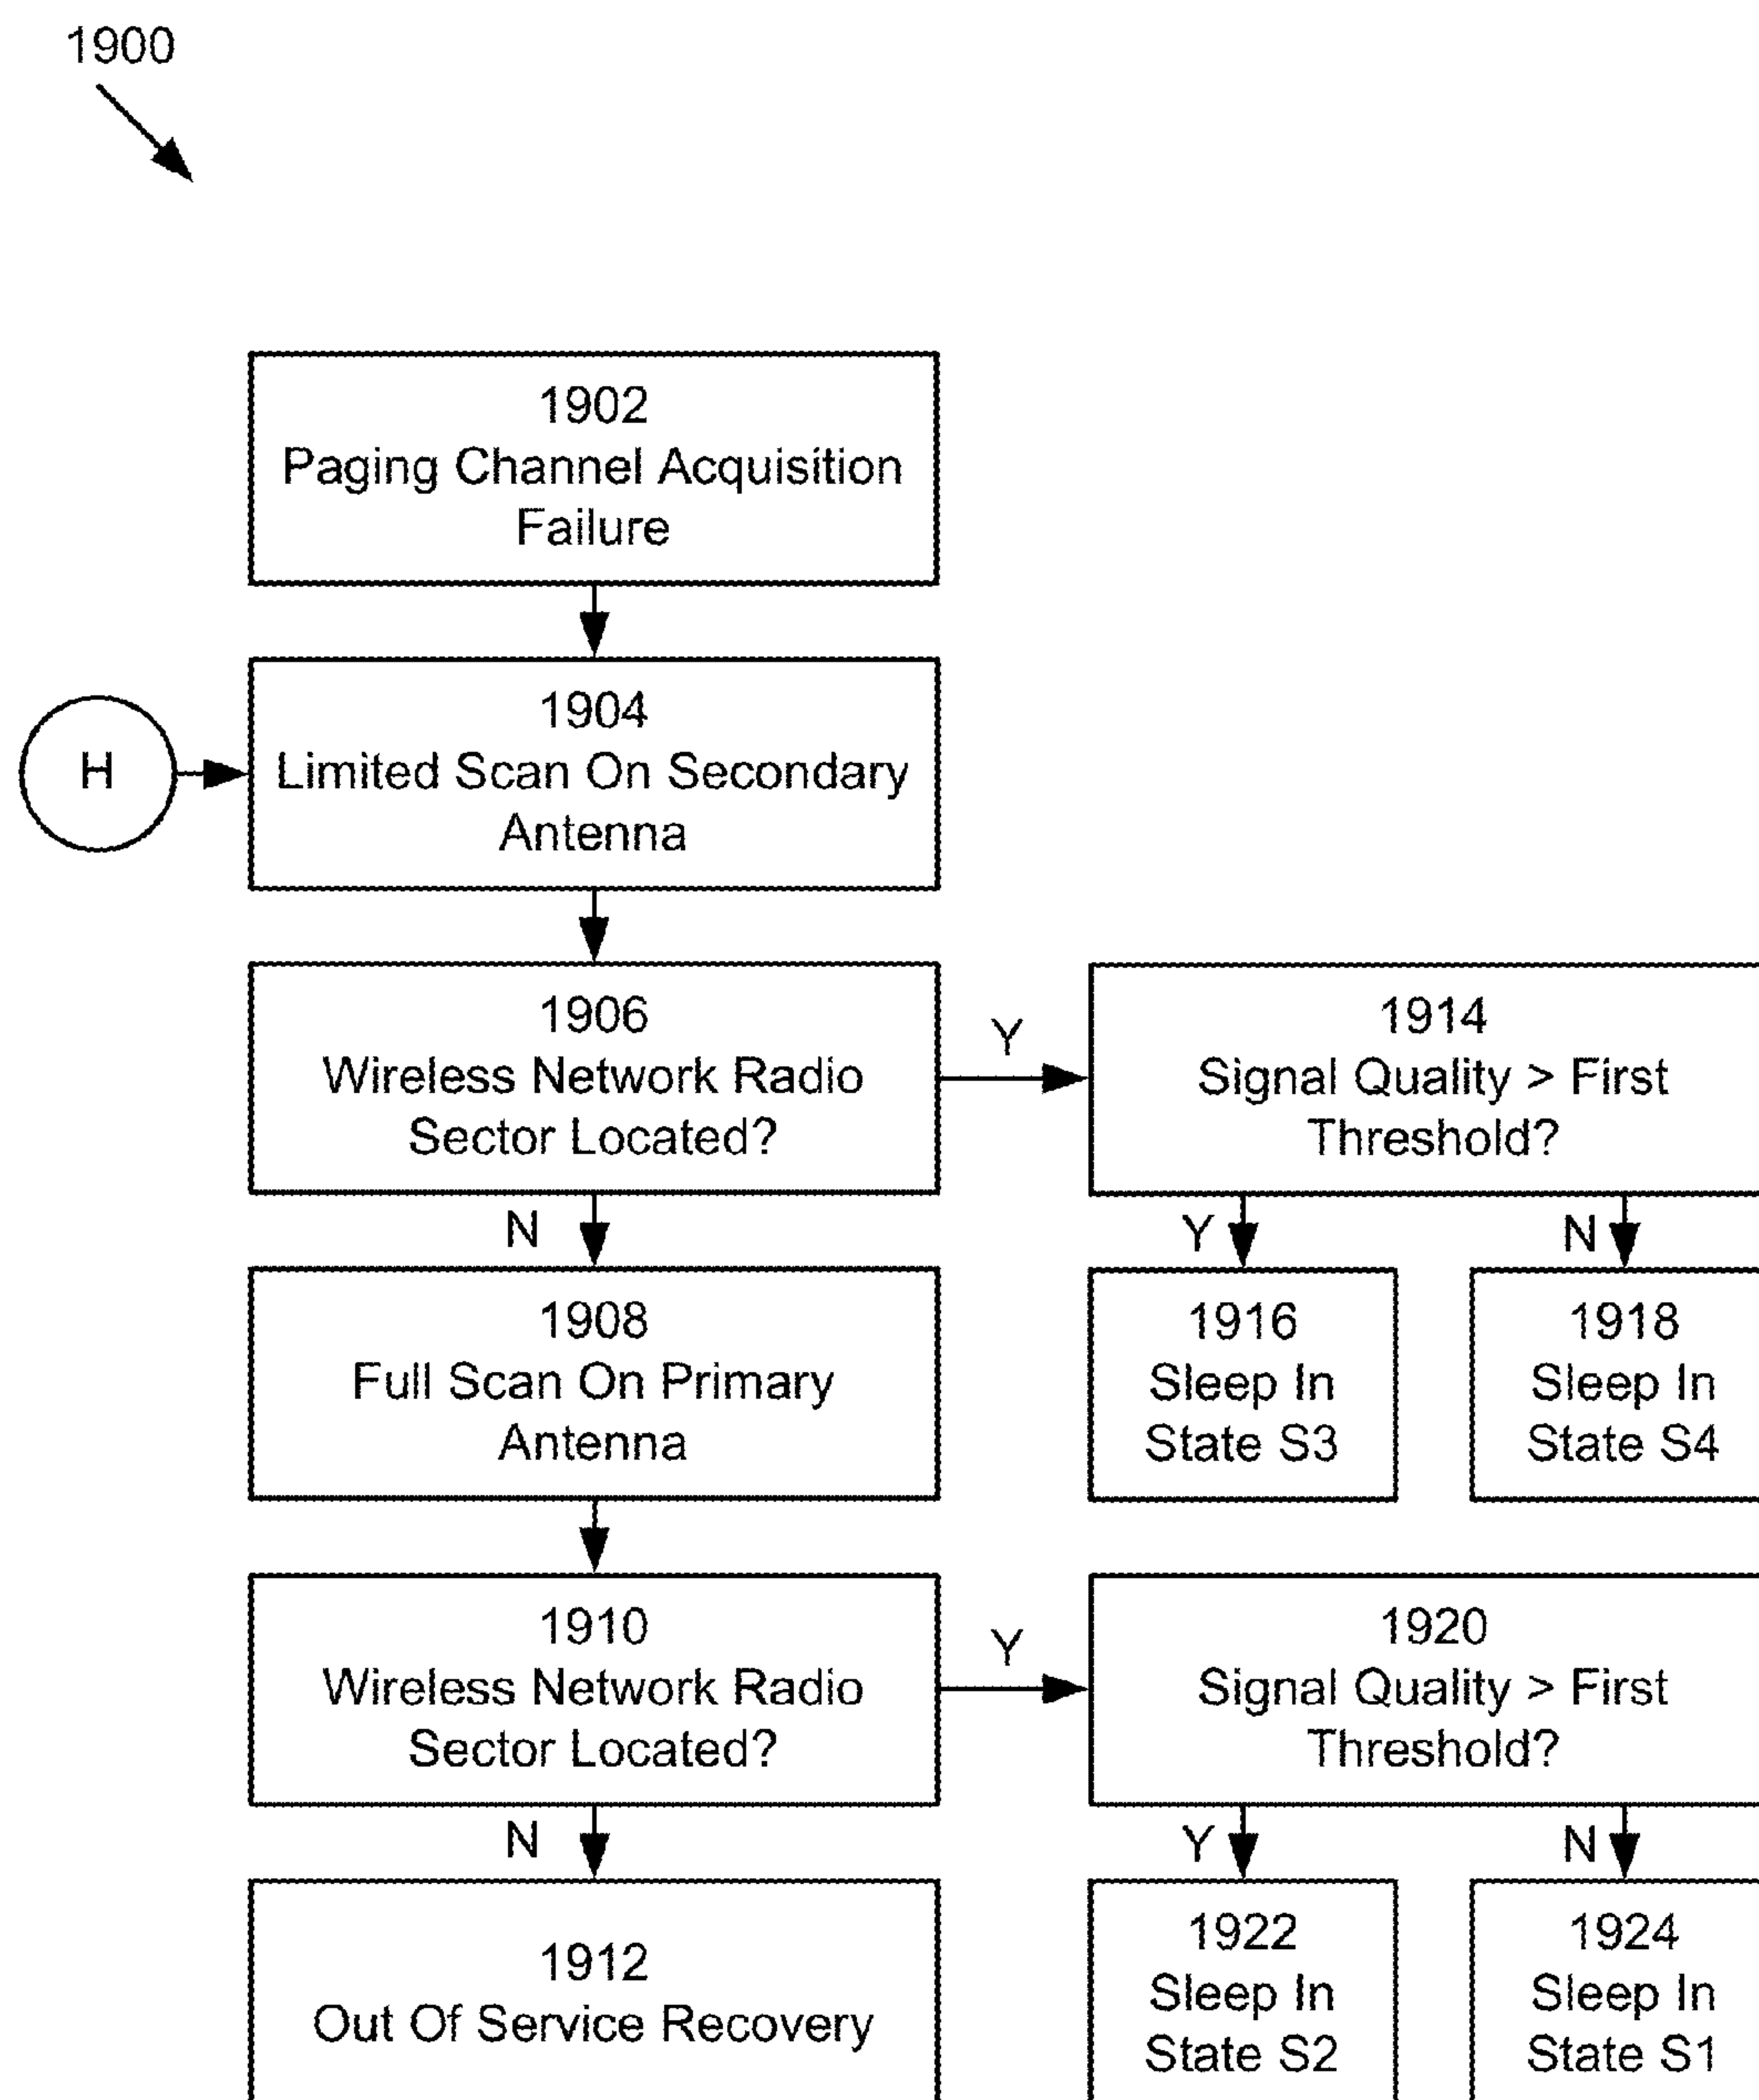 1900
1902
Paging Channel Acquisition
Failure
1904
Limited Scan On Secondary
Antenna
H
1906
Wireless Network Radio
Sector Located?
Y
1914
Signal Quality > First
Threshold?
N
Y
N
1908
Full Scan On Primary
Antenna
1916
Sleep In
State S3
1918
Sleep In
State S4
1910
Wireless Network Radio
Sector Located?
Y
1920
Signal Quality > First
Threshold?
N
Y
N
1912
Out Of Service Recovery
1922
Sleep In
State S2
1924
Sleep In
State S1